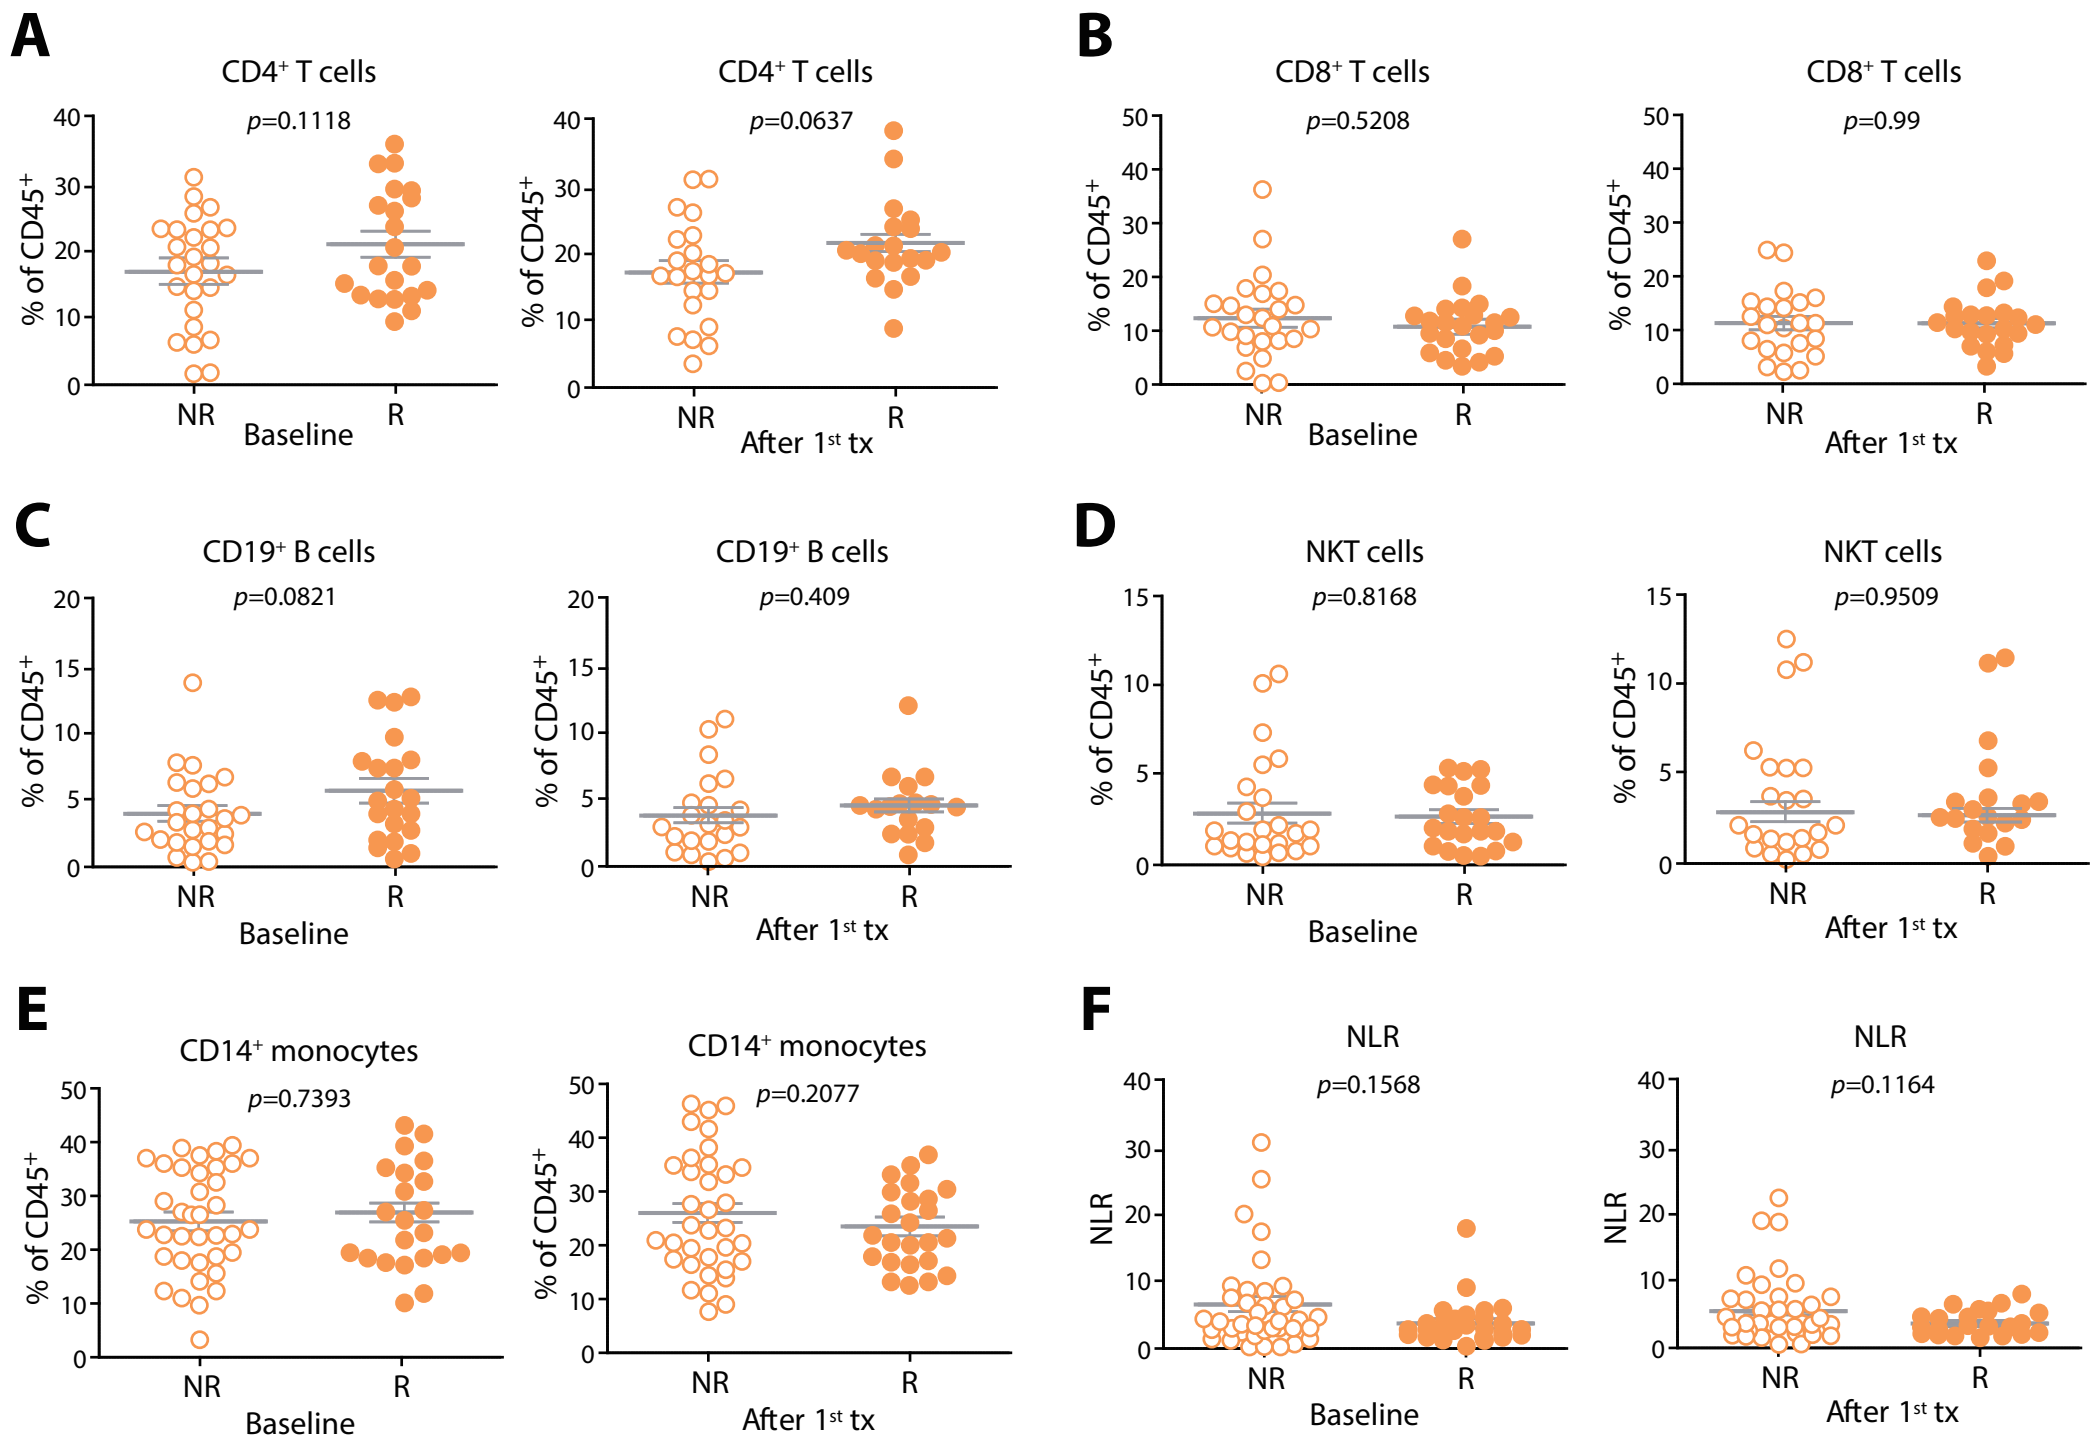 A
CD4+ T cells
p=0.1118
% of CD45+
40
30
20
10
0
NR
R
Baseline
CD4+ T cells
p=0.0637
% of CD45+
40
30
20
10
0
NR
R
After 1st tx
B
CD8+ T cells
p=0.5208
% of CD45+
50
40
30
20
10
0
NR
R
Baseline
CD8+ T cells
p=0.99
% of CD45+
50
40
30
20
10
0
NR
R
After 1st tx
C
CD19+ B cells
p=0.0821
% of CD45+
20
15
10
5
0
NR
R
Baseline
CD19+ B cells
p=0.409
% of CD45+
20
15
10
5
0
NR
R
After 1st tx
D
NKT cells
p=0.8168
% of CD45+
15
10
5
0
NR
R
Baseline
NKT cells
p=0.9509
% of CD45+
15
10
5
0
NR
R
After 1st tx
E
CD14+ monocytes
p=0.7393
% of CD45+
50
40
30
20
10
0
NR
R
Baseline
CD14+ monocytes
p=0.2077
% of CD45+
50
40
30
20
10
0
NR
R
After 1st tx
F
NLR
p=0.1568
NLR
40
30
20
10
0
NR
R
Baseline
NLR
p=0.1164
NLR
40
30
20
10
0
NR
R
After 1st tx